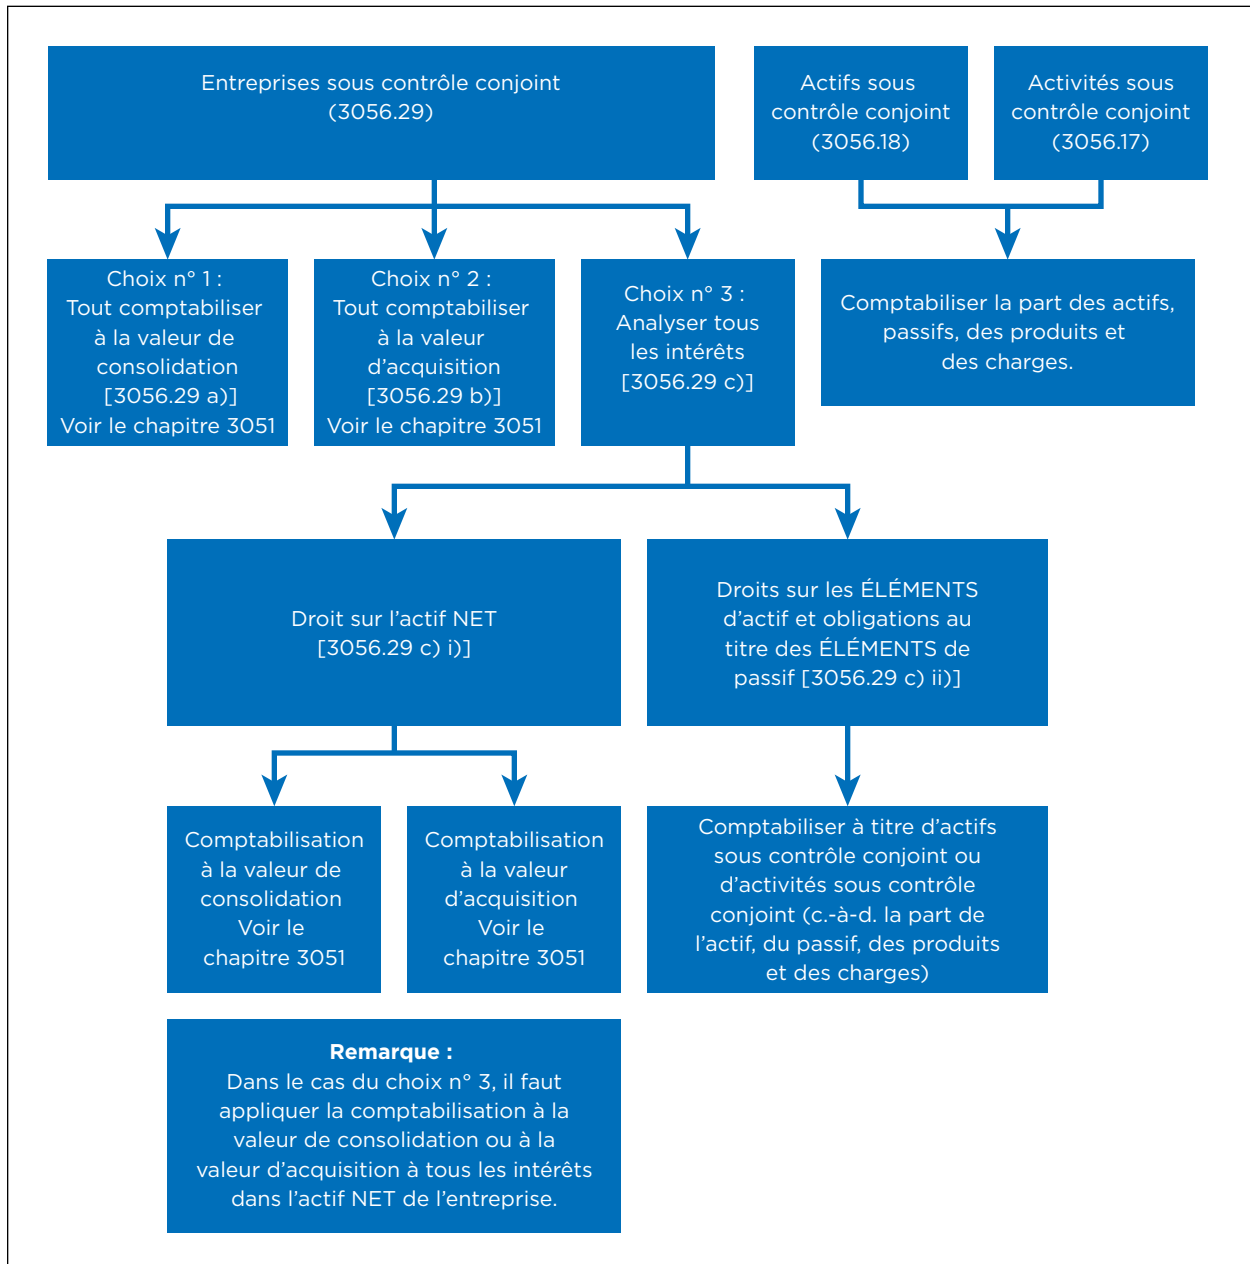 Entreprises sous contrôle conjoint
(3056.29)
Actifs sous
contrôle conjoint
(3056.18)
Activités sous
contrôle conjoint
(3056.17)
Choix n° 1 :
Tout comptabiliser
à la valeur de
consolidation
[3056.29 a)]
Voir le chapitre 3051
Choix n° 2 :
Tout comptabiliser
à la valeur
d’acquisition
[3056.29 b)]
Voir le chapitre 3051
Choix n° 3 :
Analyser tous
les intérêts
[3056.29 c)]
Comptabiliser la part des actifs,
passifs, des produits et
des charges.
Droit sur l’actif NET
[3056.29 c) i)]
Droits sur les ÉLÉMENTS
d’actif et obligations au
titre des ÉLÉMENTS de
passif [3056.29 c) ii)]
Comptabilisation
à la valeur de
consolidation
Voir le
chapitre 3051
Comptabilisation
à la valeur
d’acquisition
Voir le
chapitre 3051
Comptabiliser à titre d’actifs
sous contrôle conjoint ou
d’activités sous contrôle
conjoint (c.-à-d. la part de
l’actif, du passif, des produits
et des charges)
Remarque :
Dans le cas du choix n° 3, il faut
appliquer la comptabilisation à la
valeur de consolidation ou à la
valeur d’acquisition à tous les intérêts
dans l’actif NET de l’entreprise.